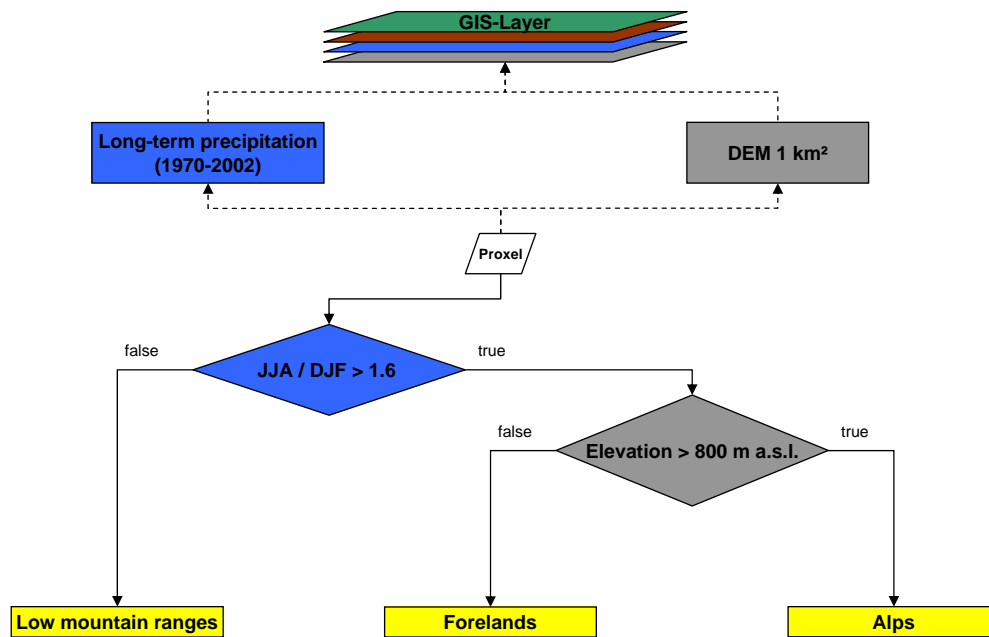 GIS-Layer
Long-term precipitation
(1970-2002)
DEM 1 km²
Proxel
false
JJA / DJF > 1.6
true
false
Elevation > 800 m a.s.l.
true
Low mountain ranges
Forelands
Alps